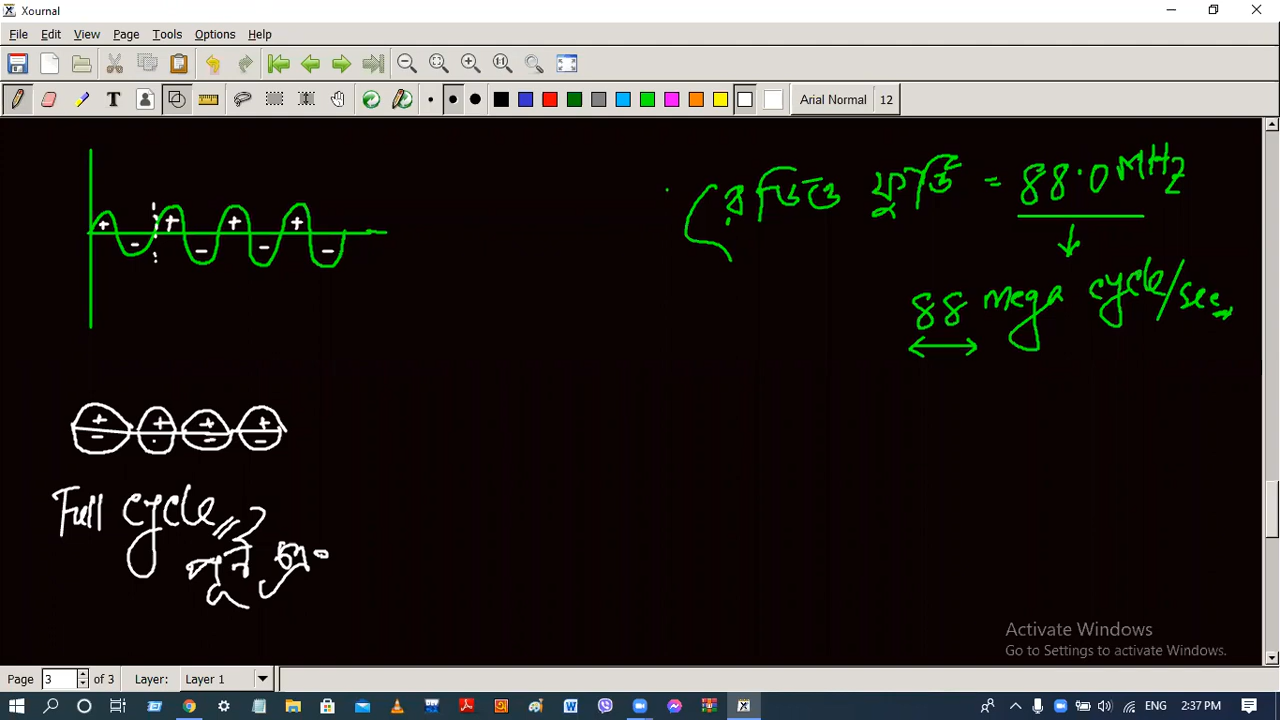 Xournal
File Edit View Page Tools Options Help
Arial Normal 12
+ - + - + - + -
রেডিও ফুর্তি = 88.0 MHz
88 mega cycle/sec
+ + + +
- - - -
Full cycle
পূর্ন
Activate Windows
Go to Settings to activate Windows.
Page 3 of 3 Layer: Layer 1
ENG 2:37 PM